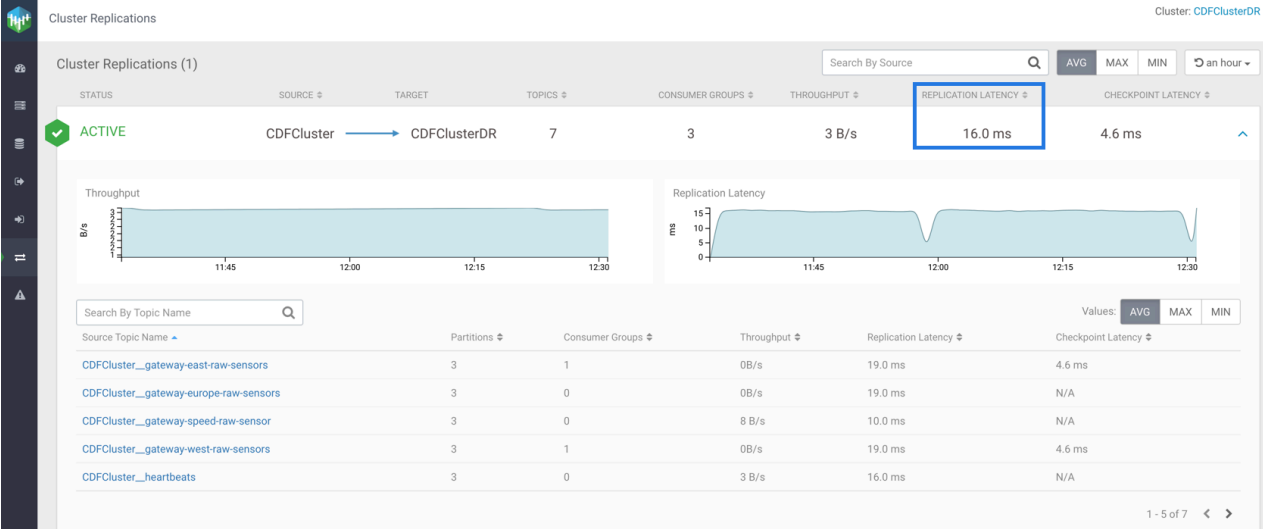 Cluster Replications
Cluster: CDFClusterDR
Cluster Replications (1)
Search By Source
AVG MAX MIN
an hour
STATUS SOURCE TARGET TOPICS CONSUMER GROUPS THROUGHPUT REPLICATION LATENCY CHECKPOINT LATENCY
ACTIVE CDFCluster CDFClusterDR 7 3 3 B/s 16.0 ms 4.6 ms
Throughput
B/s
11:45 12:00 12:15 12:30
Replication Latency
ms
15
10
5
0
11:45 12:00 12:15 12:30
Search By Topic Name
Values: AVG MAX MIN
Source Topic Name Partitions Consumer Groups Throughput Replication Latency Checkpoint Latency
CDFCluster__gateway-east-raw-sensors 3 1 0B/s 19.0 ms 4.6 ms
CDFCluster__gateway-europe-raw-sensors 3 0 0B/s 19.0 ms N/A
CDFCluster__gateway-speed-raw-sensor 3 0 8 B/s 10.0 ms N/A
CDFCluster__gateway-west-raw-sensors 3 1 0B/s 19.0 ms 4.6 ms
CDFCluster__heartbeats 3 0 3 B/s 16.0 ms N/A
1 - 5 of 7